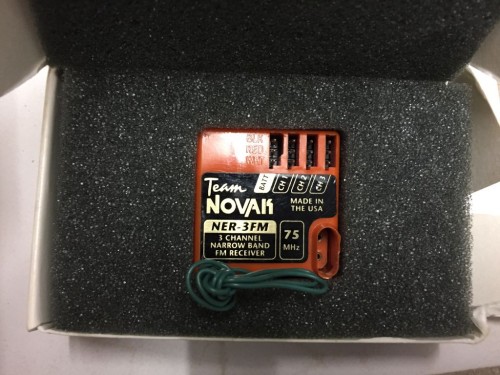 BATT CH 1 CH 2 CH 3
Team
NOVAK
MADE IN
THE USA
NER-3FM
3 CHANNEL
NARROW BAND
FM RECEIVER
75
MHz